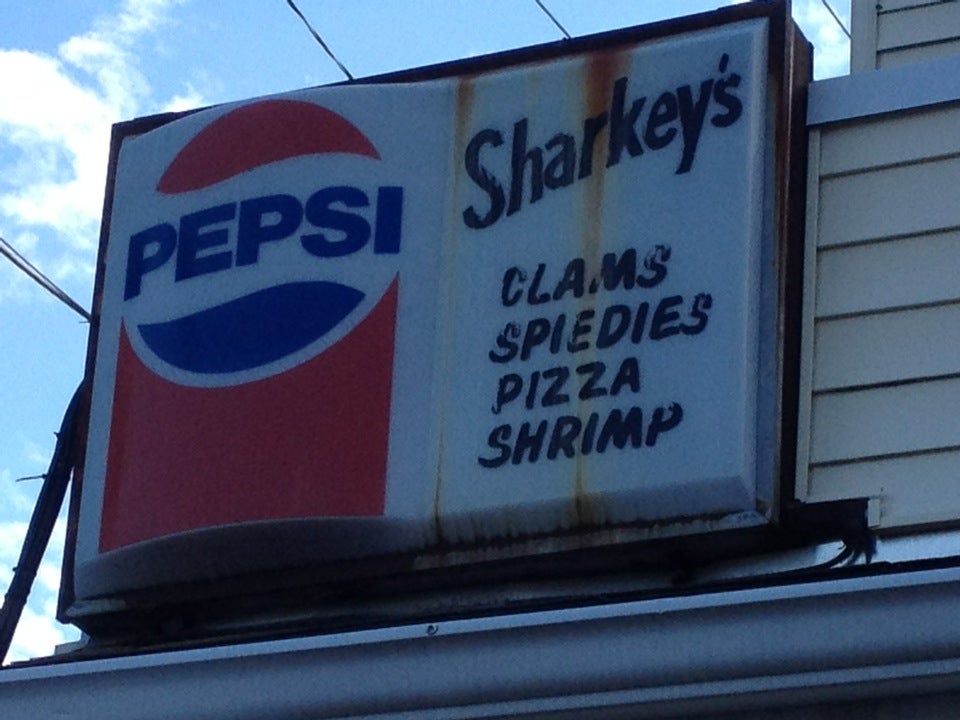 PEPSI
Sharkey's
CLAMS
SPIEDIES
PIZZA
SHRIMP